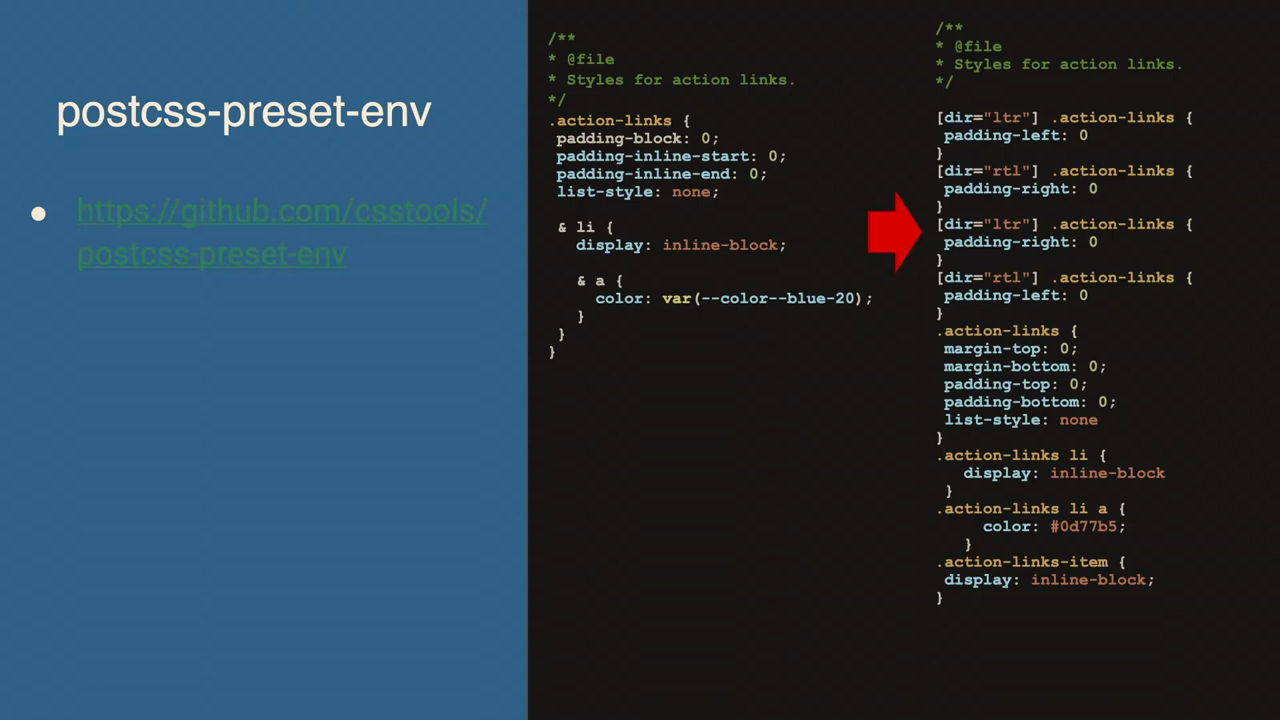 postcss-preset-env
● https://github.com/csstools/
postcss-preset-env
/**
* @file
* Styles for action links.
*/
.action-links {
padding-block: 0;
padding-inline-start: 0;
padding-inline-end: 0;
list-style: none;
& li {
display: inline-block;
& a {
color: var(--color--blue-20);
}
}
}
/**
* @file
* Styles for action links.
*/
[dir="ltr"] .action-links {
padding-left: 0
}
[dir="rtl"] .action-links {
padding-right: 0
}
[dir="ltr"] .action-links {
padding-right: 0
}
[dir="rtl"] .action-links {
padding-left: 0
}
.action-links {
margin-top: 0;
margin-bottom: 0;
padding-top: 0;
padding-bottom: 0;
list-style: none
}
.action-links li {
display: inline-block
}
.action-links li a {
color: #0d77b5;
}
.action-links-item {
display: inline-block;
}